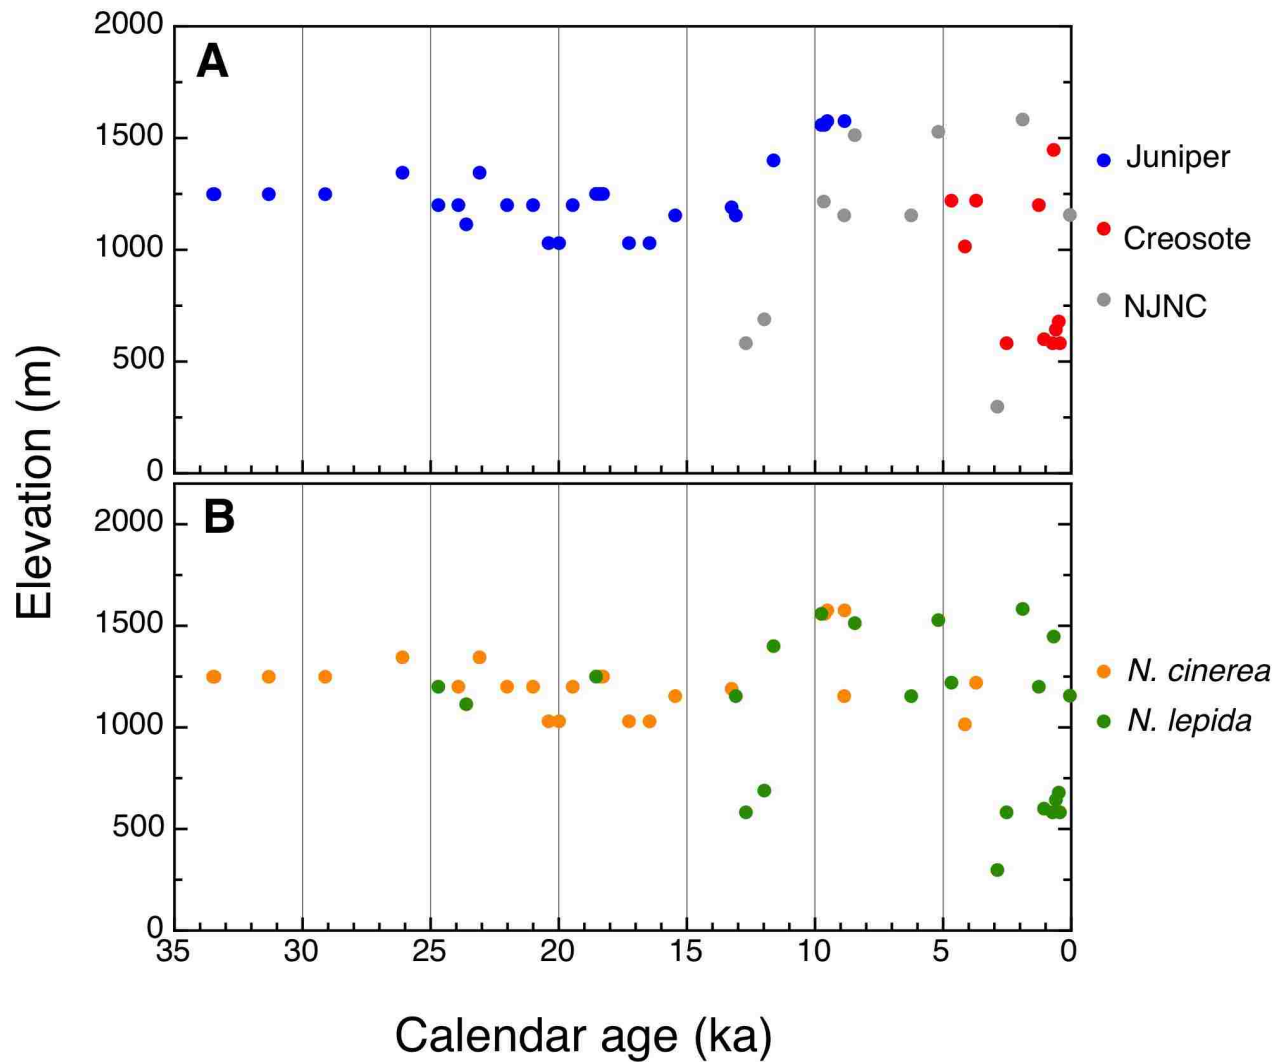 2000
A
1500
1000
500
0
Juniper
Creosote
NJNC
Elevation (m)
B
2000
1500
1000
500
0
N. cinerea
N. lepida
35 30 25 20 15 10 5 0
Calendar age (ka)